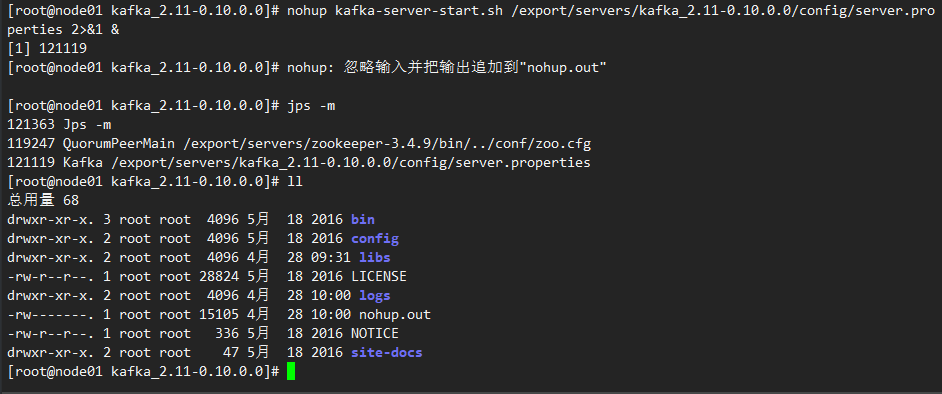 [root@node01 kafka_2.11-0.10.0.0]# nohup kafka-server-start.sh /export/servers/kafka_2.11-0.10.0.0/config/server.pro
perties 2>&1 &
[1] 121119
[root@node01 kafka_2.11-0.10.0.0]# nohup: 忽略输入并把输出追加到"nohup.out"
[root@node01 kafka_2.11-0.10.0.0]# jps -m
121363 Jps -m
119247 QuorumPeerMain /export/servers/zookeeper-3.4.9/bin/../conf/zoo.cfg
121119 Kafka /export/servers/kafka_2.11-0.10.0.0/config/server.properties
[root@node01 kafka_2.11-0.10.0.0]# ll
总用量 68
drwxr-xr-x. 3 root root  4096 5月  18 2016 bin
drwxr-xr-x. 2 root root  4096 5月  18 2016 config
drwxr-xr-x. 2 root root  4096 4月  28 09:31 libs
-rw-r--r--. 1 root root 28824 5月  18 2016 LICENSE
drwxr-xr-x. 2 root root  4096 4月  28 10:00 logs
-rw-------. 1 root root 15105 4月  28 10:00 nohup.out
-rw-r--r--. 1 root root   336 5月  18 2016 NOTICE
drwxr-xr-x. 2 root root    47 5月  18 2016 site-docs
[root@node01 kafka_2.11-0.10.0.0]#